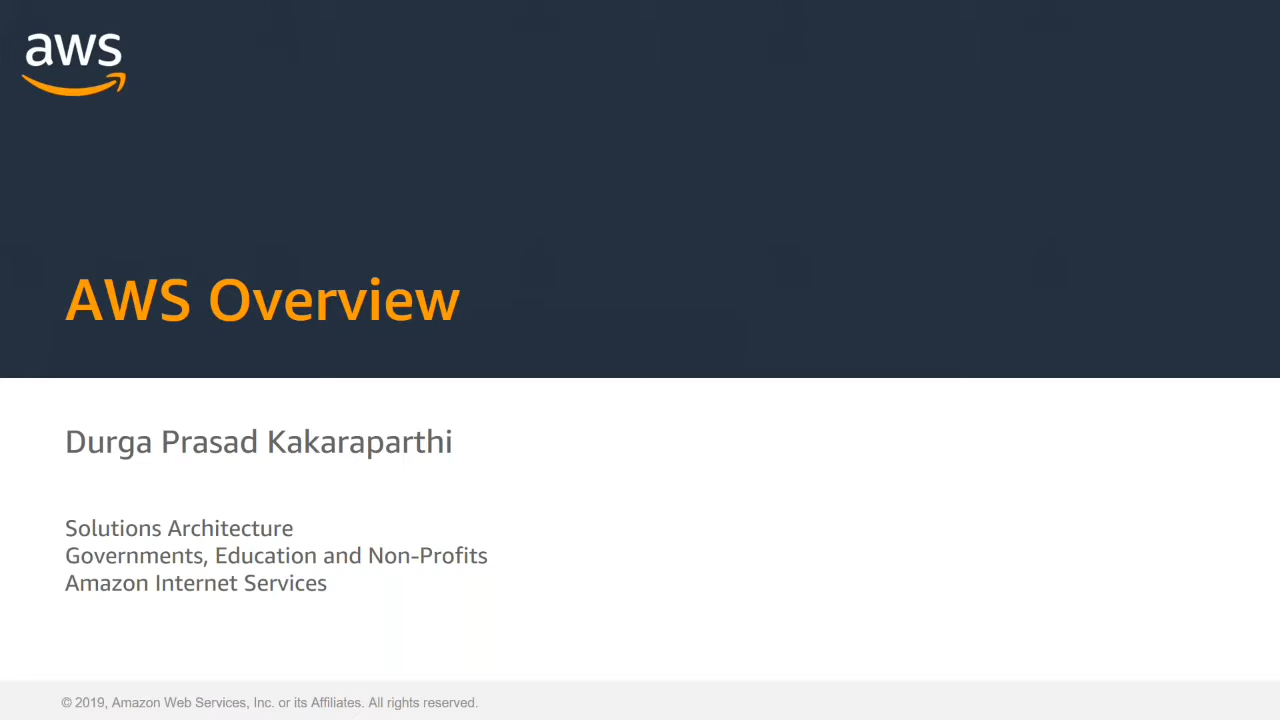 aws
AWS Overview
Durga Prasad Kakaraparthi
Solutions Architecture
Governments, Education and Non-Profits
Amazon Internet Services
© 2019, Amazon Web Services, Inc. or its Affiliates. All rights reserved.